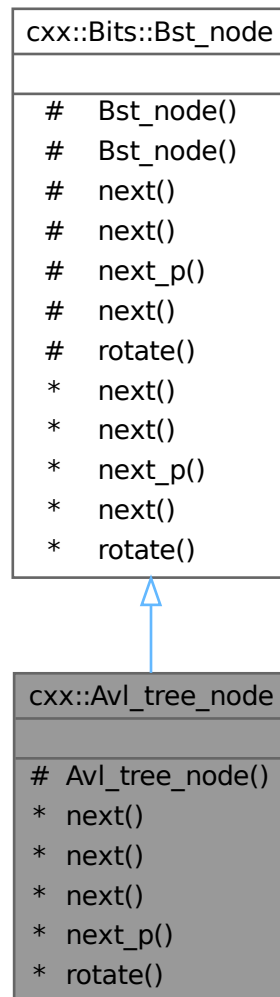 cxx::Bits::Bst_node
# Bst_node()
# Bst_node()
# next()
# next()
# next_p()
# next()
# rotate()
* next()
* next()
* next_p()
* next()
* rotate()
cxx::Avl_tree_node
# Avl_tree_node()
* next()
* next()
* next()
* next_p()
* rotate()